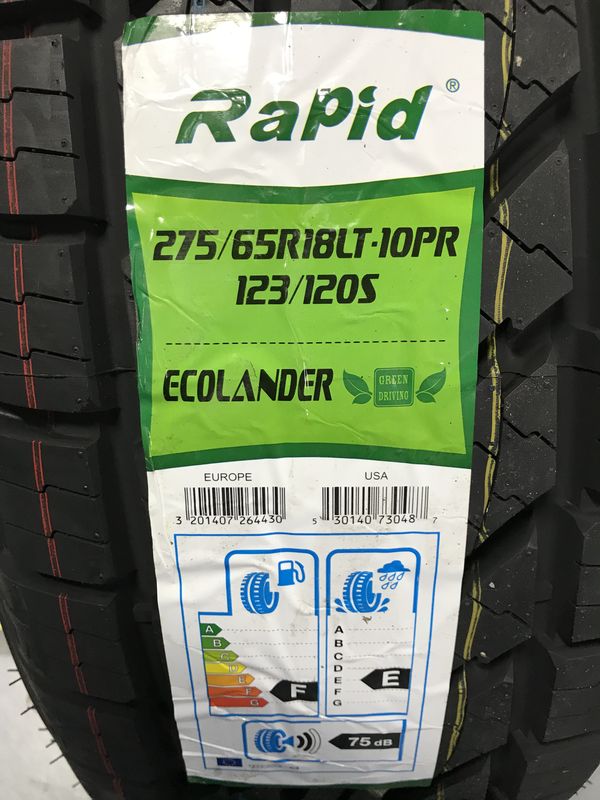 Rapid ®
275/65R18LT-10PR
123/120S
ECOLANDER
GREEN
DRIVING
EUROPE
USA
3 201407 264430
5 30140 73048 7
A
B
C
D
E
F
G
F
A
B
C
D
E
F
G
E
75 dB